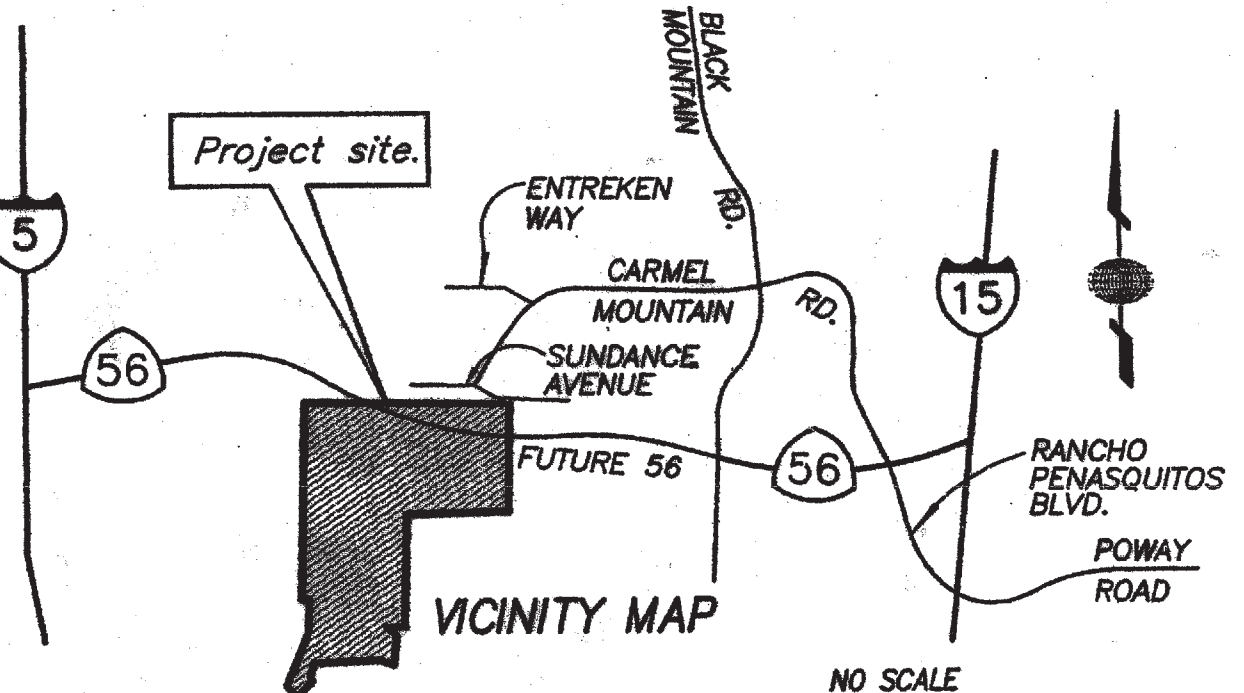 BLACK
MOUNTAIN
RD.
Project site.
ENTREKEN
WAY
5
CARMEL
MOUNTAIN
RD.
15
SUNDANCE
AVENUE
56
FUTURE 56
56
RANCHO
PENASQUITOS
BLVD.
POWAY
ROAD
VICINITY MAP
NO SCALE